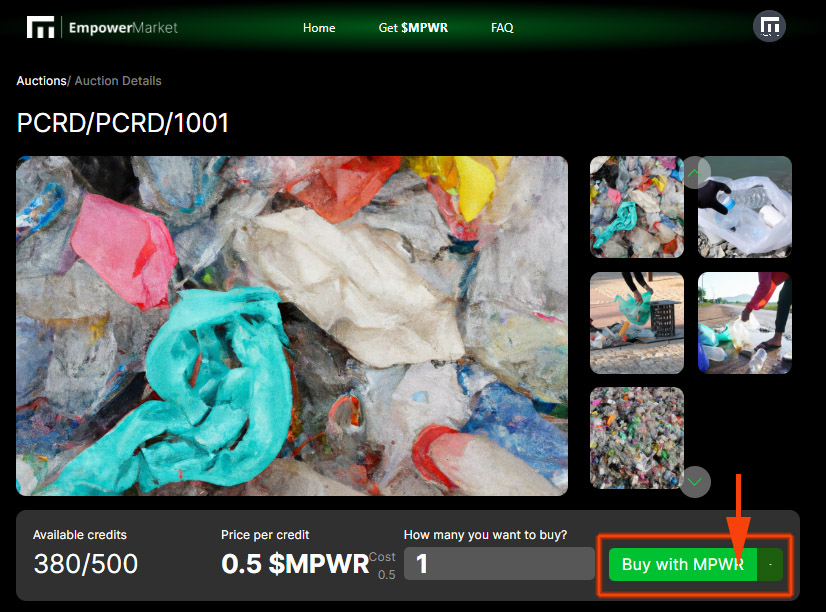 EmpowerMarket
Home
Get $MPWR
FAQ
Auctions/ Auction Details
PCRD/PCRD/1001
Available credits
380/500
Price per credit
0.5 $MPWR
Cost
0.5
How many you want to buy?
1
Buy with MPWR